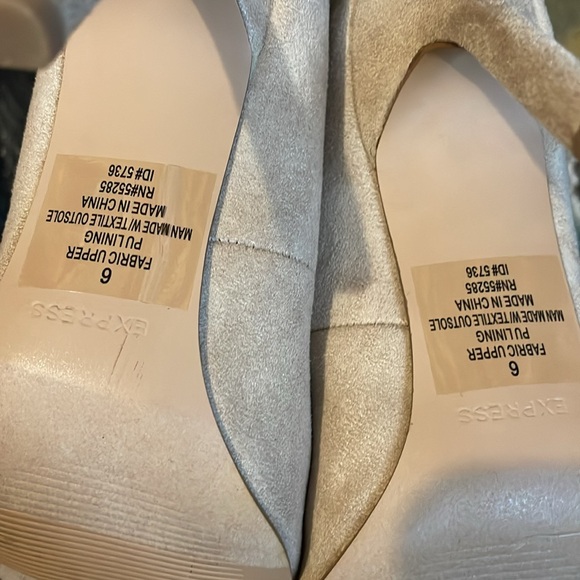 6
FABRIC UPPER
PU LINING
MAN MADE W/ TEXTILE OUTSOLE
MADE IN CHINA
RN#55285
ID#5736
EXPRESS
6
FABRIC UPPER
PU LINING
MAN MADE W/ TEXTILE OUTSOLE
MADE IN CHINA
RN#55285
ID#5736
EXPRESS